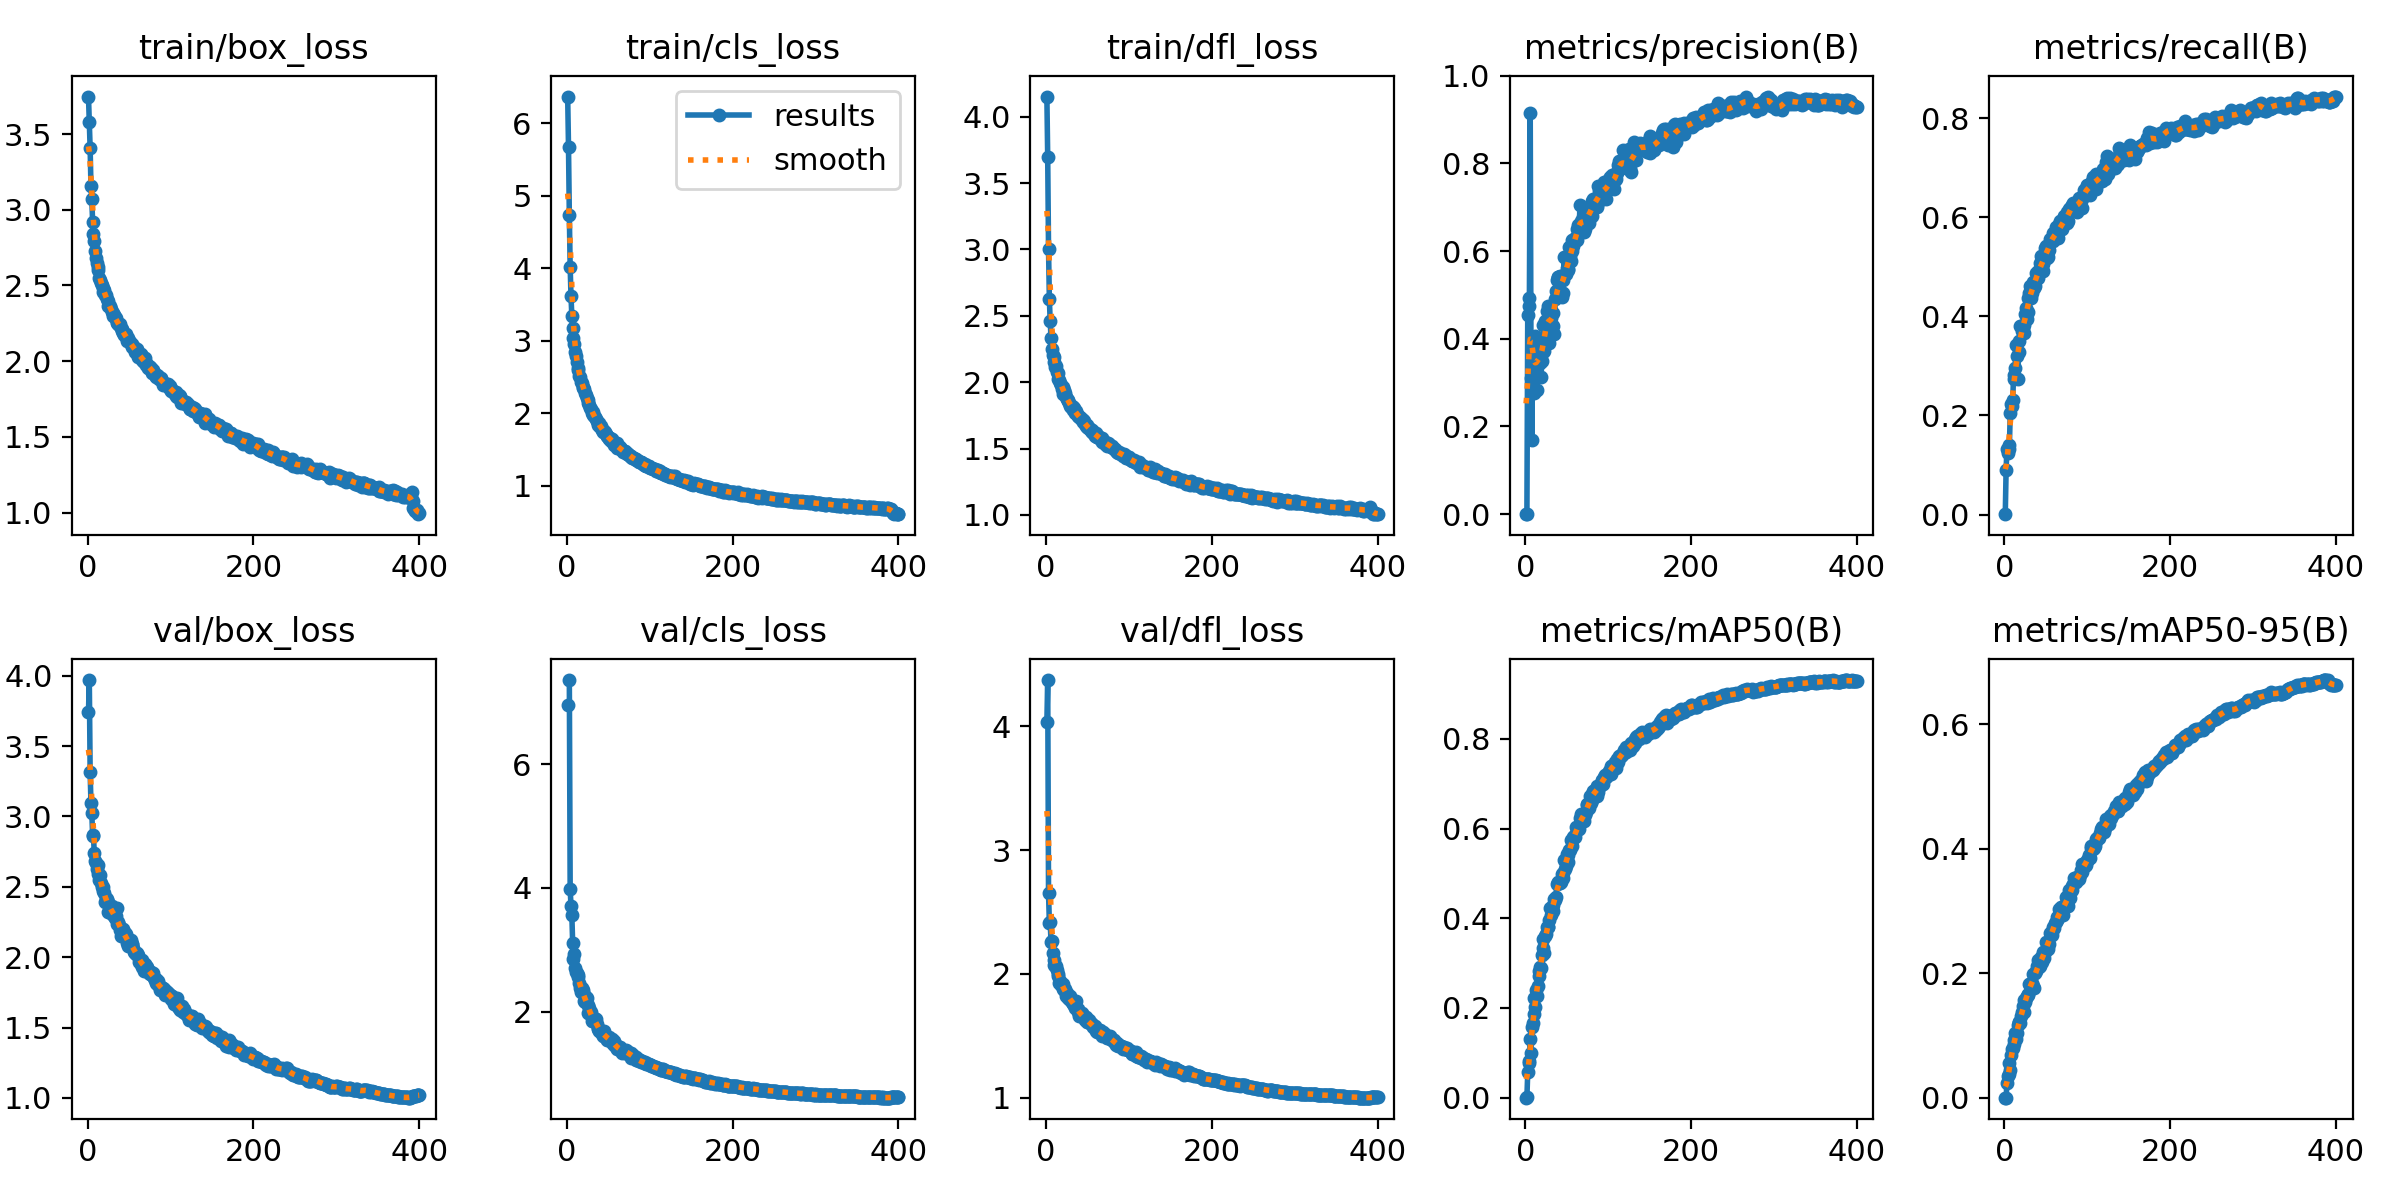 train/box_loss
3.5
3.0
2.5
2.0
1.5
1.0
0 200 400
train/cls_loss
results
smooth
6
5
4
3
2
1
0 200 400
train/dfl_loss
4.0
3.5
3.0
2.5
2.0
1.5
1.0
0 200 400
metrics/precision(B)
1.0
0.8
0.6
0.4
0.2
0.0
0 200 400
metrics/recall(B)
0.8
0.6
0.4
0.2
0.0
0 200 400
val/box_loss
4.0
3.5
3.0
2.5
2.0
1.5
1.0
0 200 400
val/cls_loss
6
4
2
0 200 400
val/dfl_loss
4
3
2
1
0 200 400
metrics/mAP50(B)
0.8
0.6
0.4
0.2
0.0
0 200 400
metrics/mAP50-95(B)
0.6
0.4
0.2
0.0
0 200 400